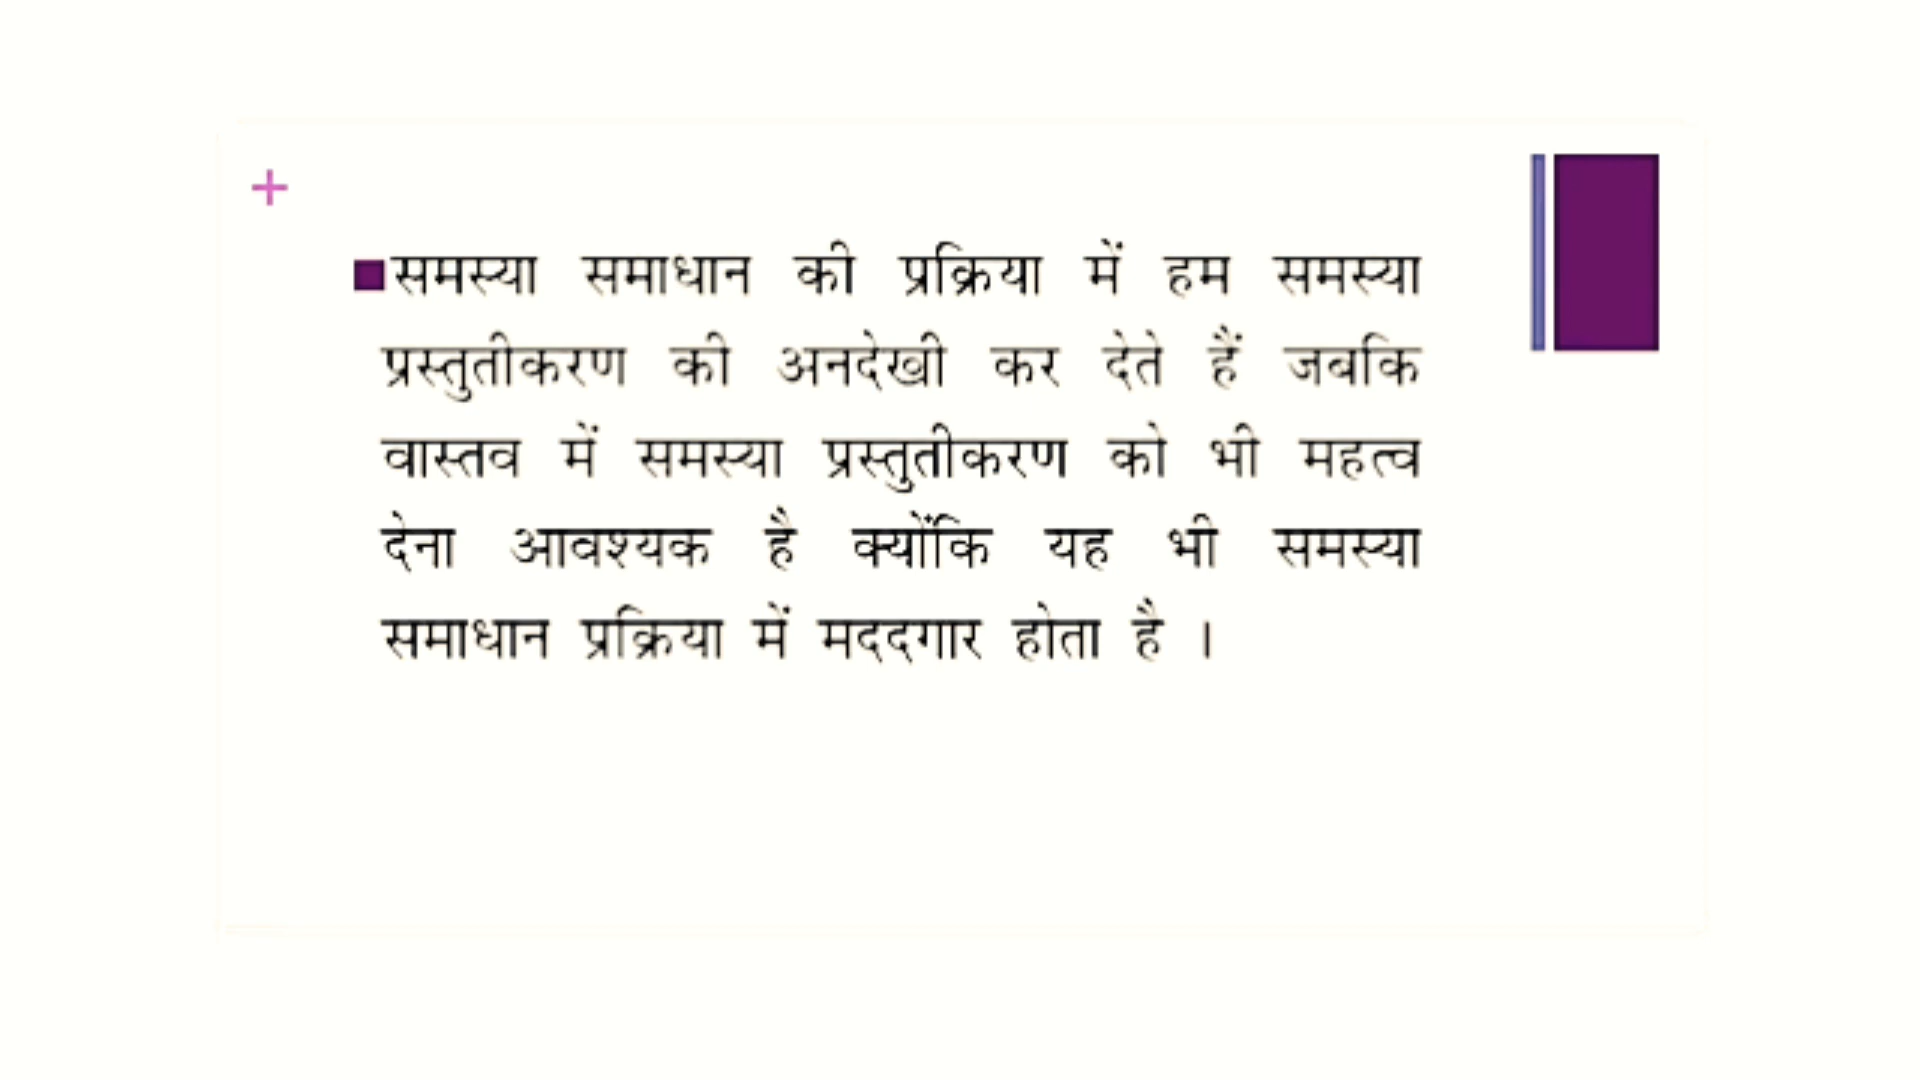 समस्या समाधान की प्रक्रिया में हम समस्या
प्रस्तुतीकरण की अनदेखी कर देते हैं जबकि
वास्तव में समस्या प्रस्तुतीकरण को भी महत्व
देना आवश्यक है क्योंकि यह भी समस्या
समाधान प्रक्रिया में मददगार होता है ।